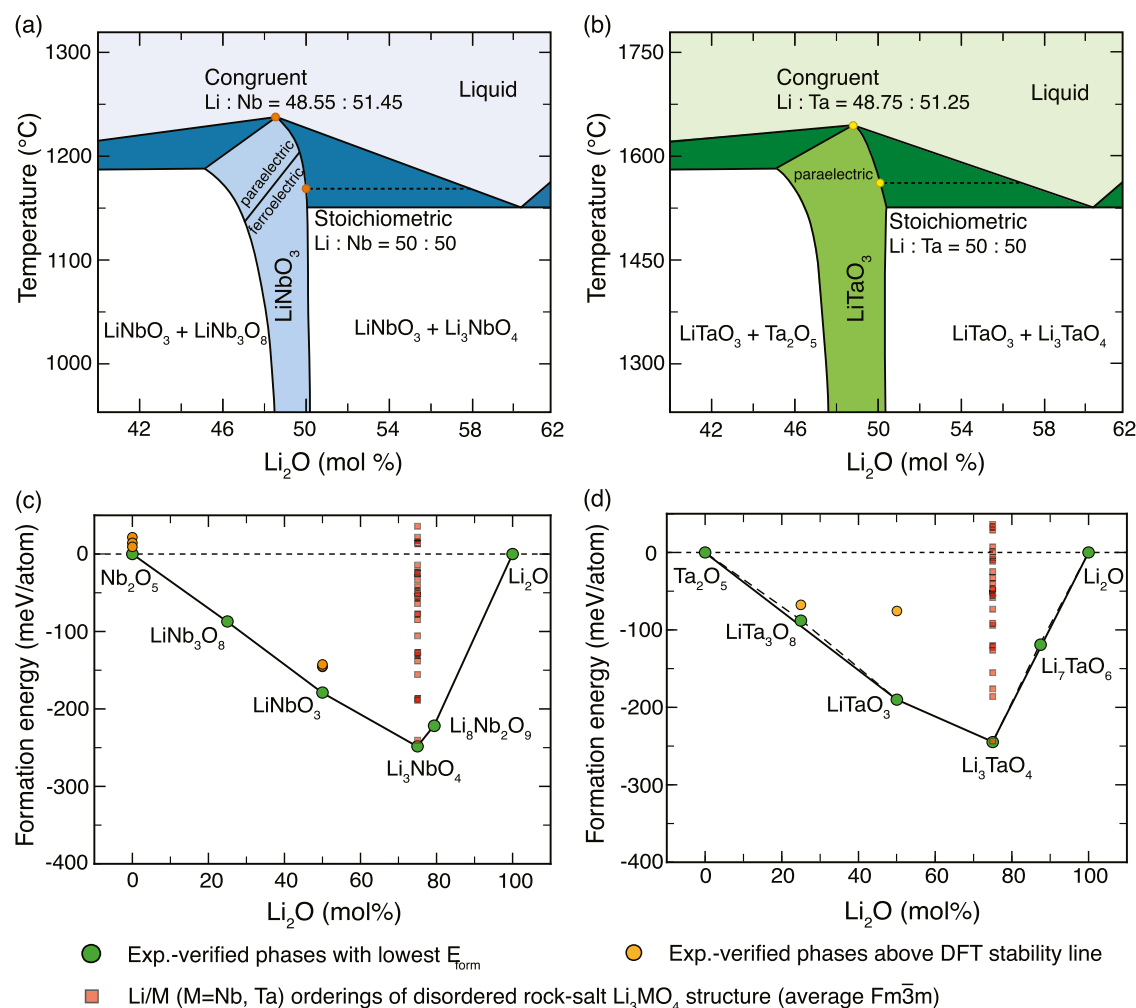 (a)
1300
1200
1100
1000
Temperature (°C)
Congruent
Li : Nb = 48.55 : 51.45
Liquid
paraelectric
ferroelectric
LiNbO₃
Stoichiometric
Li : Nb = 50 : 50
LiNbO₃ + LiNb₃O₈
LiNbO₃ + Li₃NbO₄
42 46 50 54 58 62
Li₂O (mol %)
(b)
1750
1600
1450
1300
Temperature (°C)
Congruent
Li : Ta = 48.75 : 51.25
Liquid
paraelectric
LiTaO₃
Stoichiometric
Li : Ta = 50 : 50
LiTaO₃ + Ta₂O₅
LiTaO₃ + Li₃TaO₄
42 46 50 54 58 62
Li₂O (mol %)
(c)
0
-100
-200
-300
-400
Formation energy (meV/atom)
Nb₂O₅
LiNb₃O₈
LiNbO₃
Li₃NbO₄
Li₈Nb₂O₉
Li₂O
0 20 40 60 80 100
Li₂O (mol%)
(d)
0
-100
-200
-300
-400
Formation energy (meV/atom)
Ta₂O₅
LiTa₃O₈
LiTaO₃
Li₃TaO₄
Li₇TaO₆
Li₂O
0 20 40 60 80 100
Li₂O (mol%)
Exp.-verified phases with lowest E_form
Exp.-verified phases above DFT stability line
Li/M (M=Nb, Ta) orderings of disordered rock-salt Li₃MO₄ structure (average Fm3̅m)